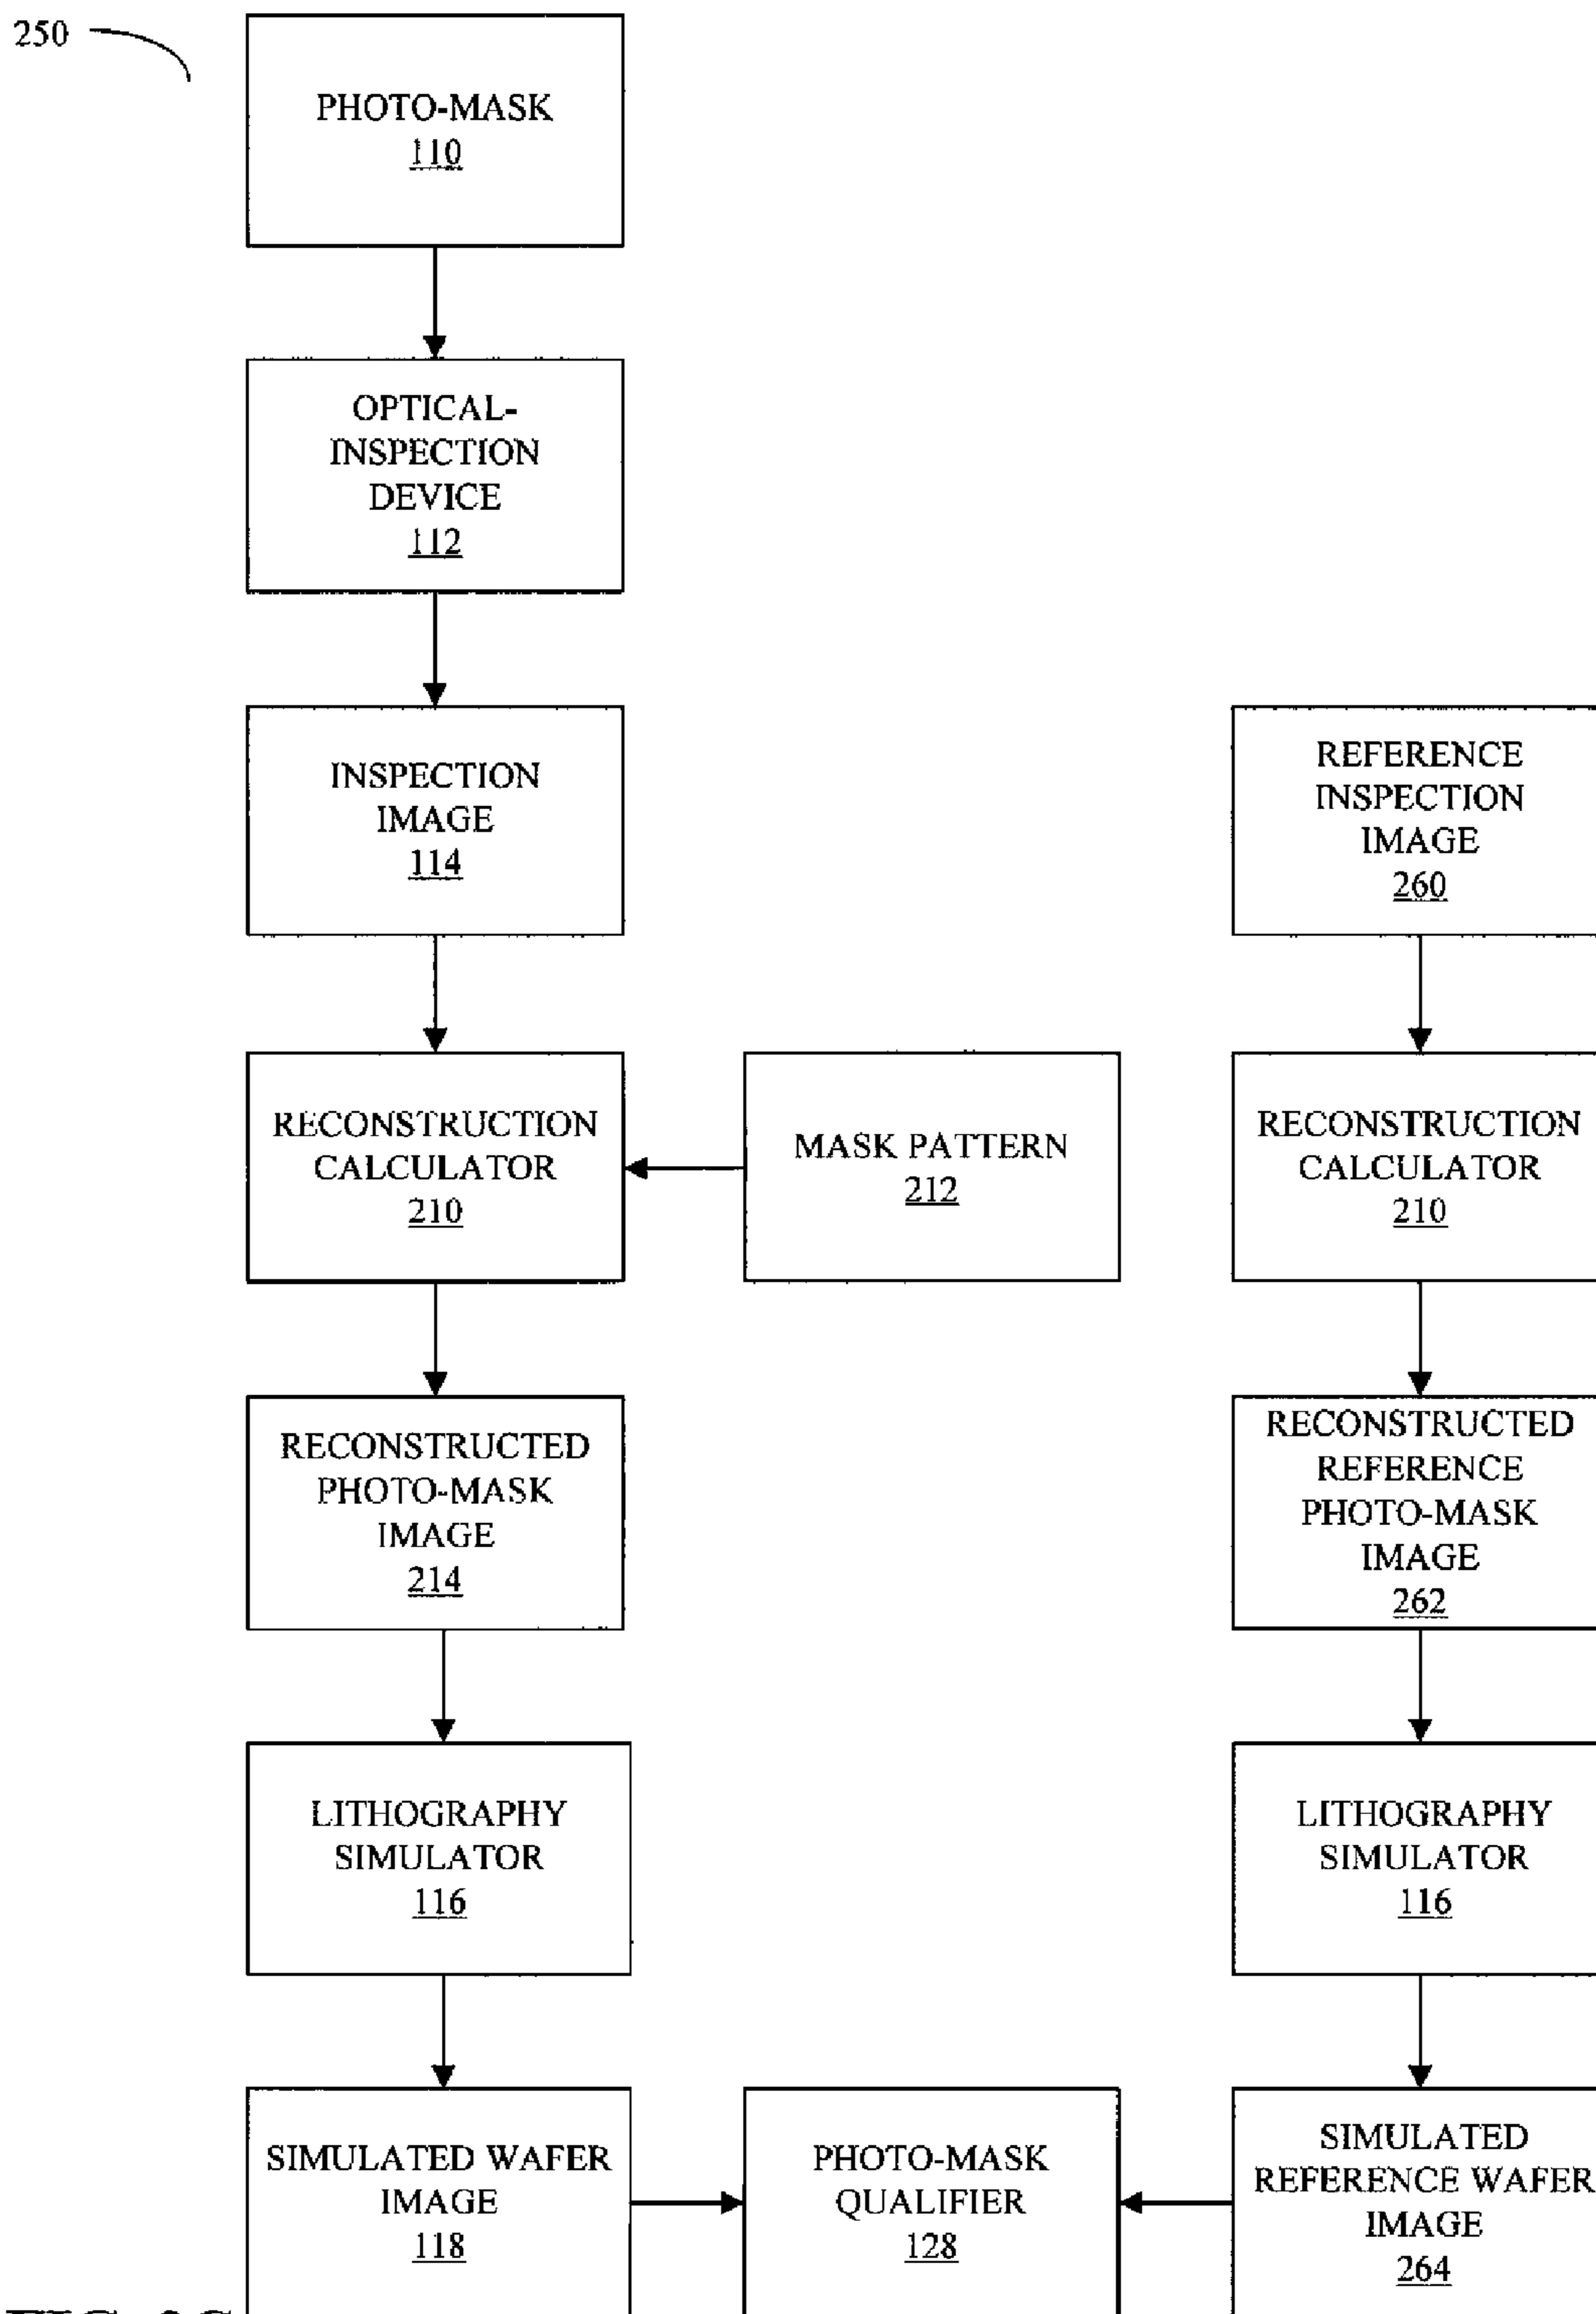 250
PHOTO-MASK
110
OPTICAL-
INSPECTION
DEVICE
112
INSPECTION
IMAGE
114
REFERENCE
INSPECTION
IMAGE
260
RECONSTRUCTION
CALCULATOR
210
MASK PATTERN
212
RECONSTRUCTION
CALCULATOR
210
RECONSTRUCTED
PHOTO-MASK
IMAGE
214
RECONSTRUCTED
REFERENCE
PHOTO-MASK
IMAGE
262
LITHOGRAPHY
SIMULATOR
116
LITHOGRAPHY
SIMULATOR
116
SIMULATED WAFER
IMAGE
118
PHOTO-MASK
QUALIFIER
128
SIMULATED
REFERENCE WAFER
IMAGE
264